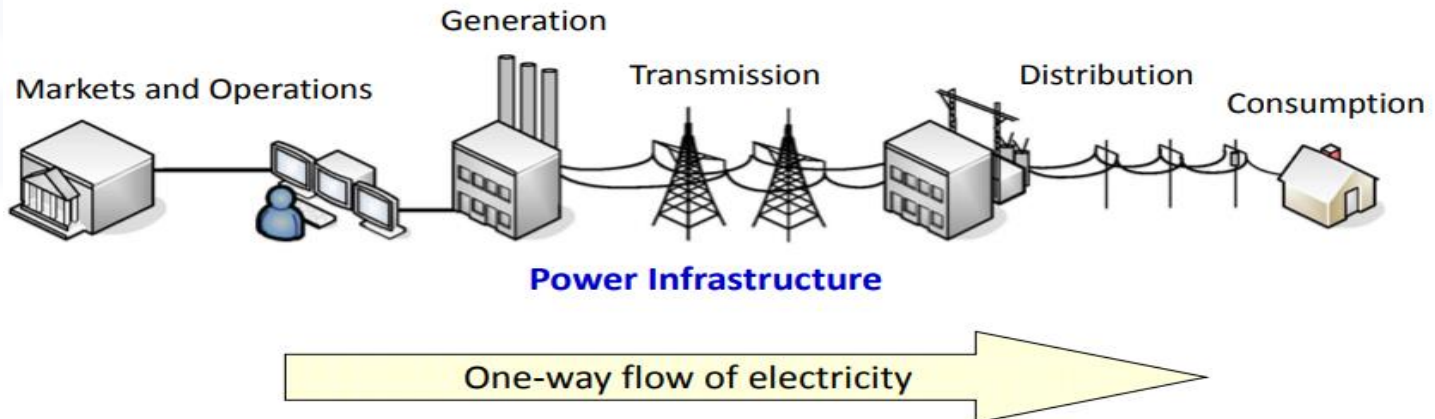 Generation
Markets and Operations
Transmission
Distribution
Consumption
Power Infrastructure
One-way flow of electricity